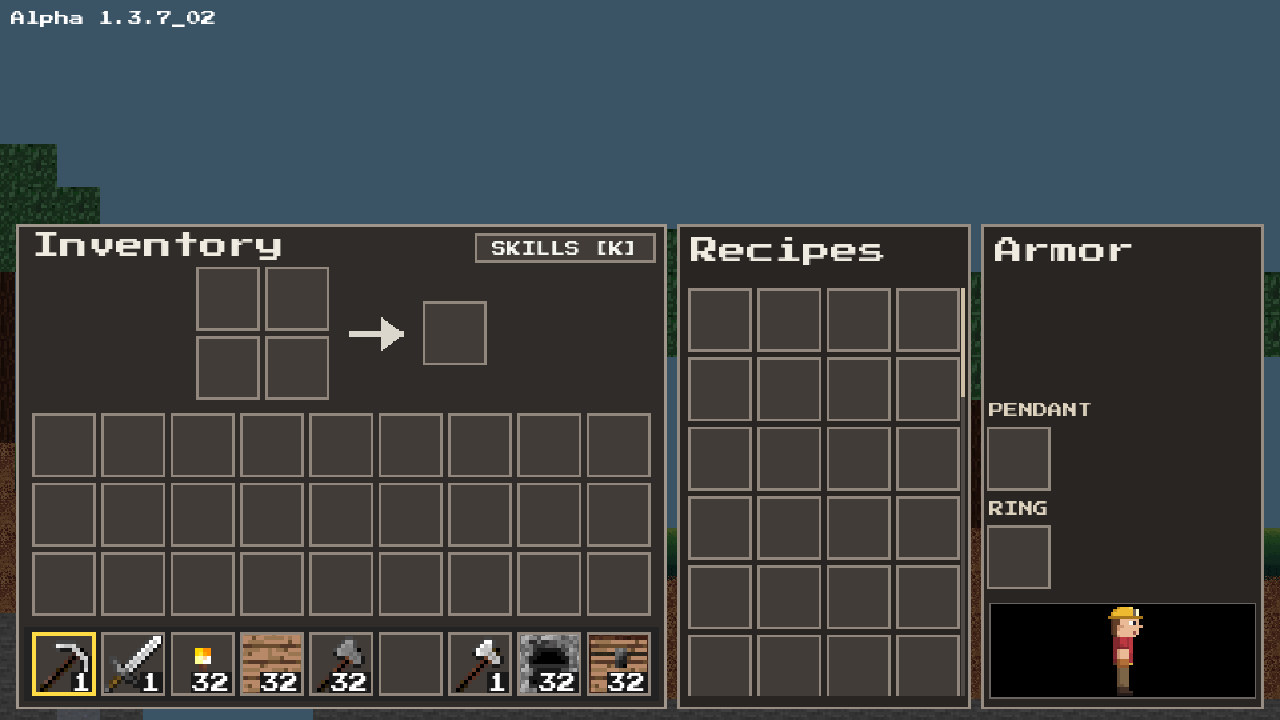 Alpha 1.3.7_02
Inventory
SKILLS [K]
Recipes
Armor
PENDANT
RING
1
1
32
32
32
1
32
32